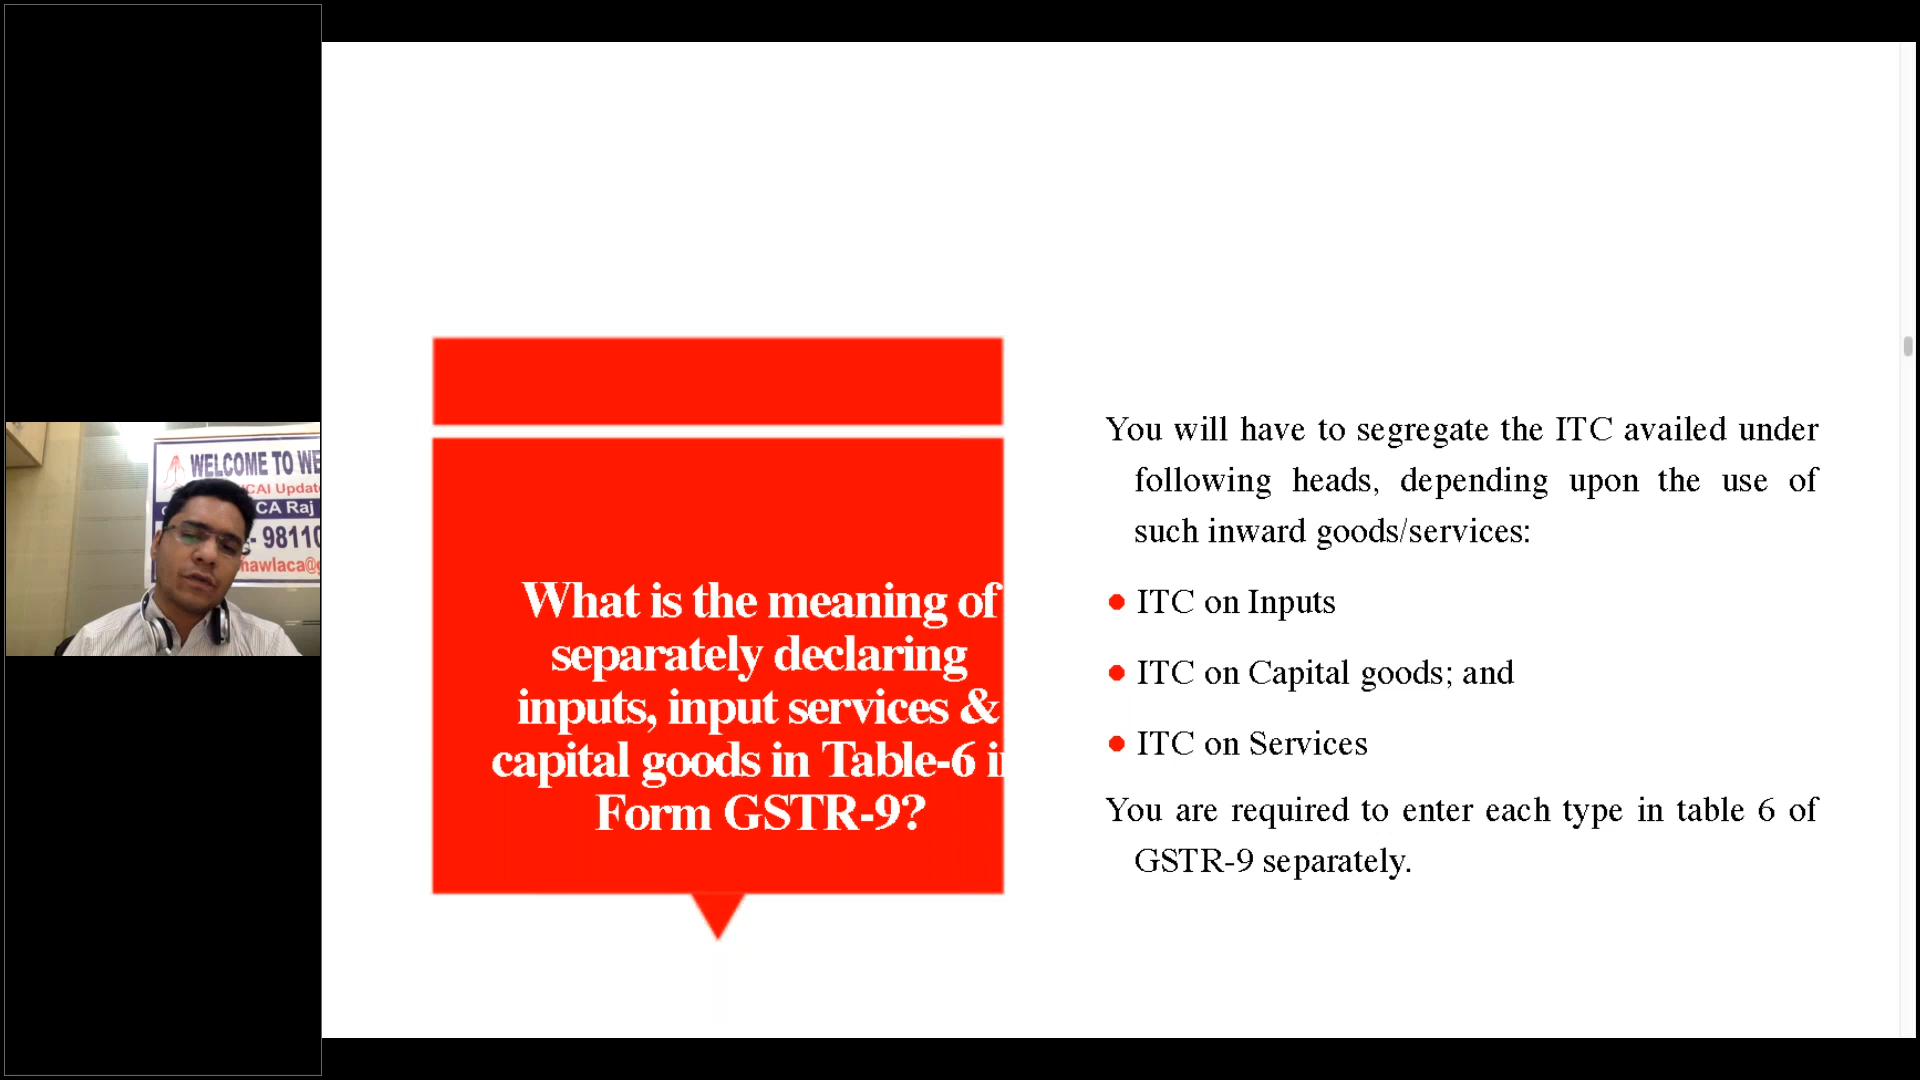 WELCOME TO WE
CAI Updat
CA Raj
- 9811
nawlaca@g
What is the meaning of
separately declaring
inputs, input services &
capital goods in Table-6 i
Form GSTR-9?
You will have to segregate the ITC availed under
following heads, depending upon the use of
such inward goods/services:
ITC on Inputs
ITC on Capital goods; and
ITC on Services
You are required to enter each type in table 6 of
GSTR-9 separately.